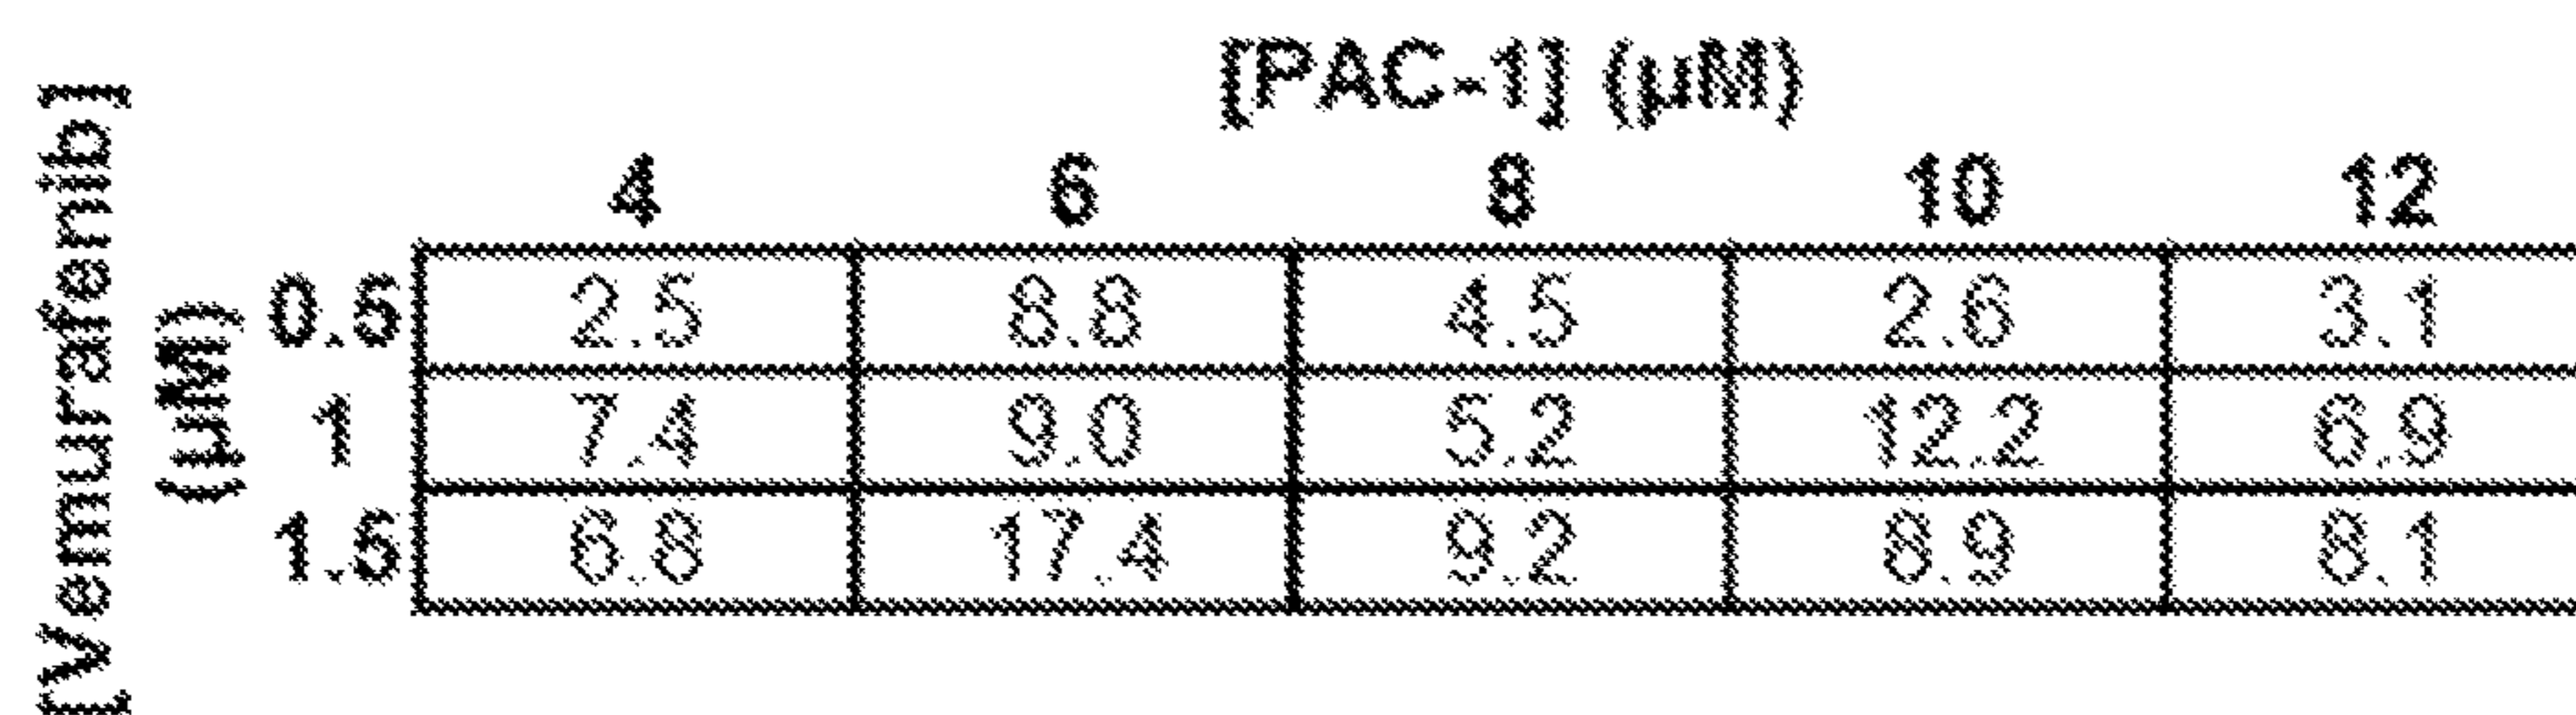 [PAC-1] (µM)
4 6 8 10 12
[Vemurafenib]
(µM)
0.5 2.5 8.8 4.5 2.6 3.1
1 7.4 9.0 5.2 12.2 6.9
1.5 6.8 17.4 9.2 8.9 8.1